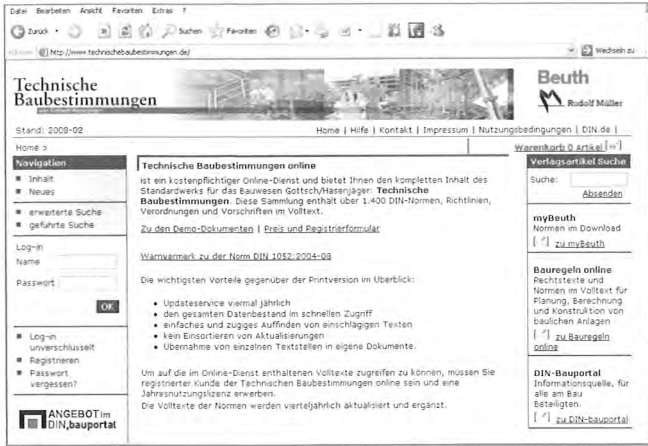 Datei Bearbeiten Ansicht Favoriten Extras ?
Zurück Suchen Favoriten
http://www.technischebaubestimmungen.de/ Wechseln zu
Technische
Baubestimmungen
Beuth
Rudolf Müller
Stand: 2008-02
Home | Hilfe | Kontakt | Impressum | Nutzungsbedingungen | DIN.de |
Home >
Warenkorb 0 Artikel
Navigation
Inhalt
Neues
erweiterte Suche
geführte Suche
Log-in
Name
Passwort
OK
Log-in
unverschlüsselt
Registrieren
Passwort
vergessen?
ANGEBOT im
DIN.bauportal
Technische Baubestimmungen online
ist ein kostenpflichtiger Online-Dienst und bietet Ihnen den kompletten Inhalt des
Standardwerks für das Bauwesen Gottsch/Hasenjäger: Technische
Baubestimmungen. Diese Sammlung enthält über 1.400 DIN-Normen, Richtlinien,
Verordnungen und Vorschriften im Volltext.
Zu den Demo-Dokumenten | Preis und Registrierformular
Warnvermerk zu der Norm DIN 1052:2004-08
Die wichtigsten Vorteile gegenüber der Printversion im Überblick:
Updateservice viermal jährlich
den gesamten Datenbestand im schnellen Zugriff
einfaches und zügiges Auffinden von einschlägigen Texten
kein Einsortieren von Aktualisierungen
Übernahme von einzelnen Textstellen in eigene Dokumente.
Um auf die im Online-Dienst enthaltenen Volltexte zugreifen zu können, müssen Sie
registrierter Kunde der Technischen Baubestimmungen online sein und eine
Jahresnutzungslizenz erwerben.
Die Volltexte der Normen werden vierteljährlich aktualisiert und ergänzt.
Verlagsartikel Suche
Suche:
Absenden
myBeuth
Normen im Download
zu myBeuth
Bauregeln online
Rechtstexte und
Normen im Volltext für
Planung, Berechnung
und Konstruktion von
baulichen Anlagen
zu Bauregeln
online
DIN-Bauportal
Informationsquelle, für
alle am Bau
Beteiligten.
zu DIN-bauportal